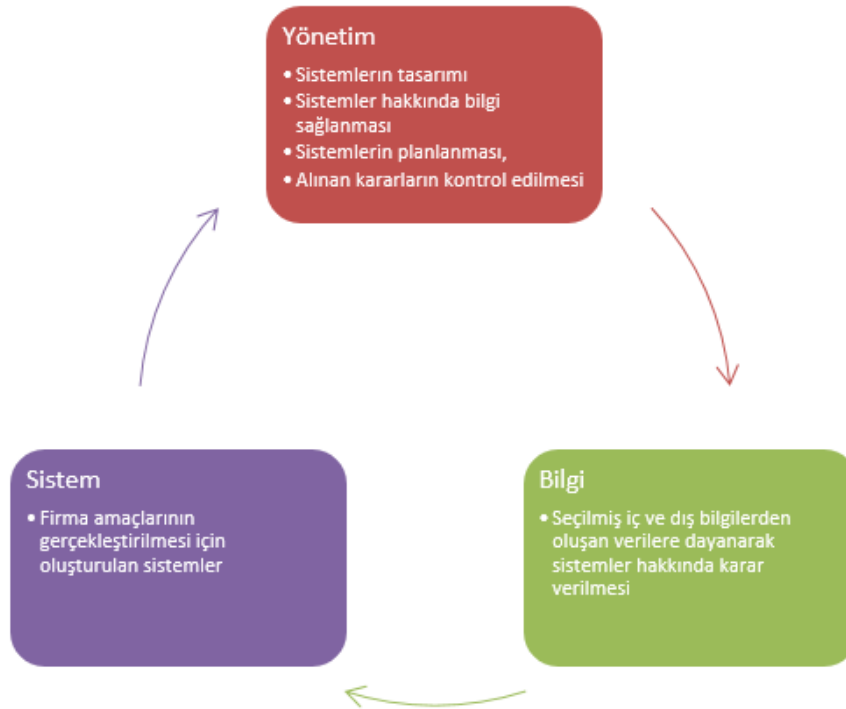 Yönetim
• Sistemlerın tasarımı
• Sistemler hakkında bilgi
sağlanması
• Sistemlerin planlanması,
• Alınan kararların kontrol edilmesi
Sistem
• Firma amaçlarının
gerçekleştirilmesi için
oluşturulan sistemler
Bilgi
• Seçilmiş iç ve dış bilgilerden
oluşan verilere dayanarak
sistemler hakkında karar
verilmesi